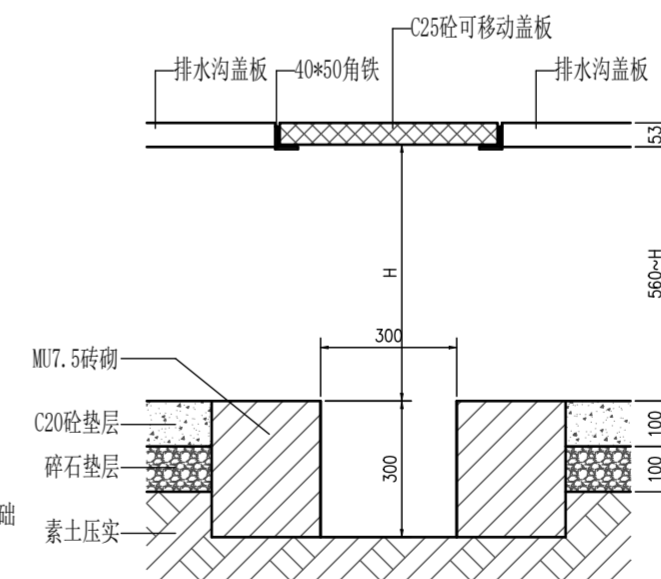 C25砼可移动盖板
排水沟盖板
40*50角铁
排水沟盖板
53
H
560~H
300
MU7.5砖砌
C20砼垫层
100
碎石垫层
300
100
础
素土压实